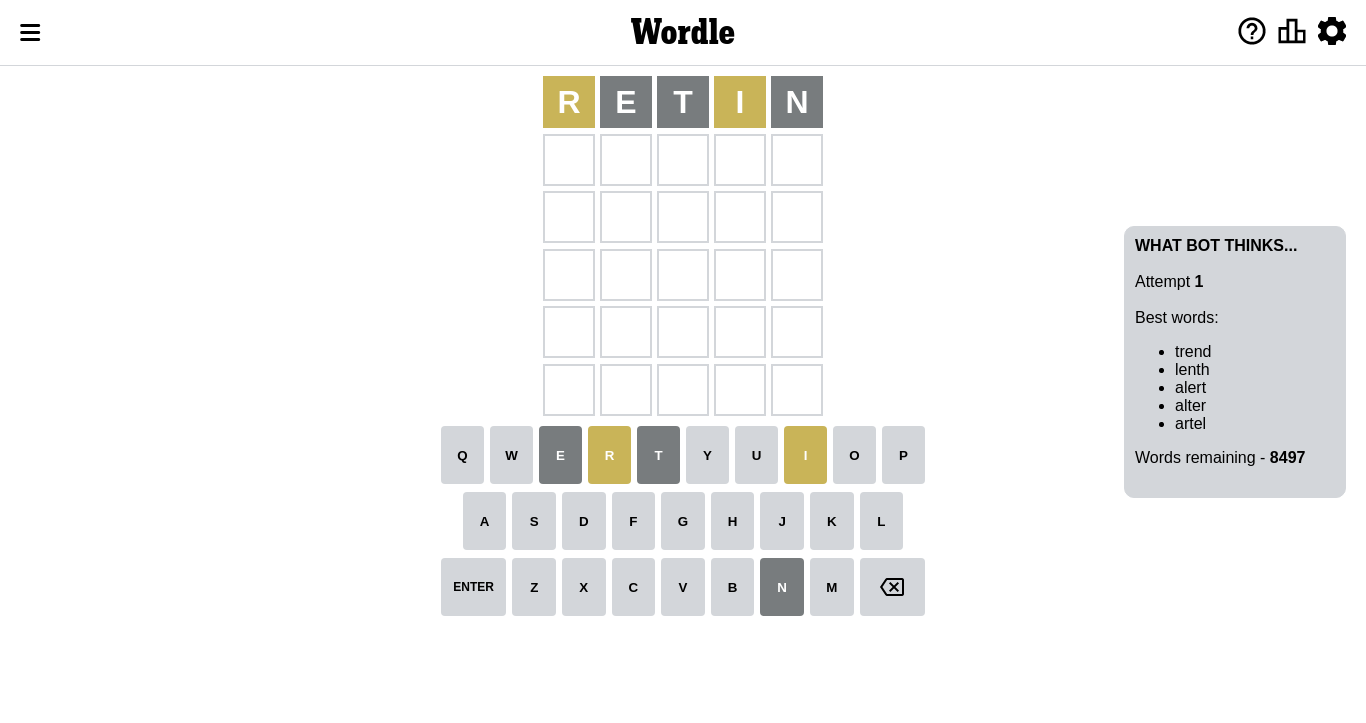 Wordle
R E T I N
WHAT BOT THINKS...
Attempt 1
Best words:
trend
lenth
alert
alter
artel
Words remaining - 8497
Q W E R T Y U I O P
A S D F G H J K L
ENTER Z X C V B N M